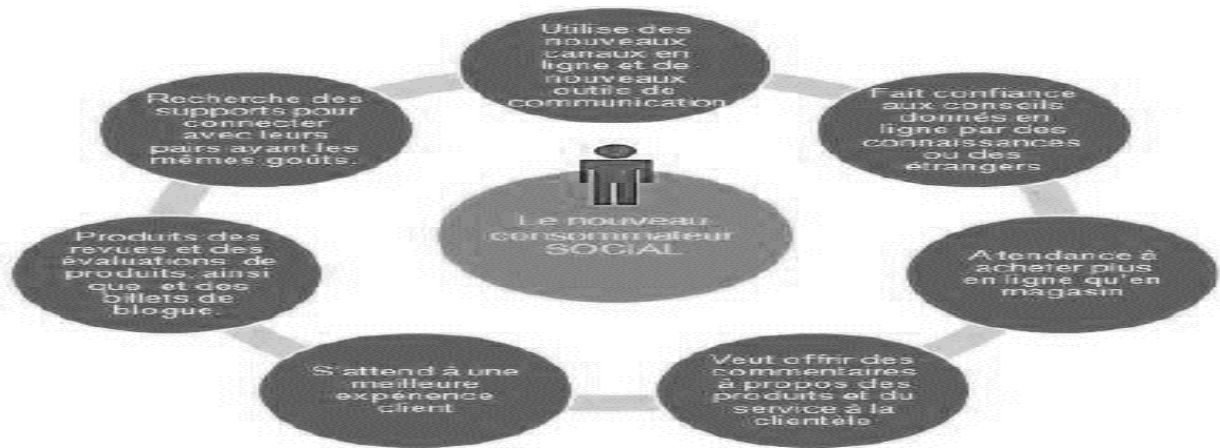 Utilise des
nouveaux
canaux en
ligne et de
nouveaux
outils de
communication
Fait confiance
aux conseils
donnés en
ligne par des
connaissances
ou des
étrangers
A tendance à
acheter plus
en ligne qu'en
magasin
Veut offrir des
commentaires
à propos des
produits et du
service à la
clientèle
S'attend à une
meilleure
expérience
client
Produits des
revues et des
évaluations de
produits, ainsi
que et des
billets de
blogue.
Recherche des
supports pour
connecter
avec leurs
pairs ayant les
mêmes goûts.
Le nouveau
consommateur
SOCIAL